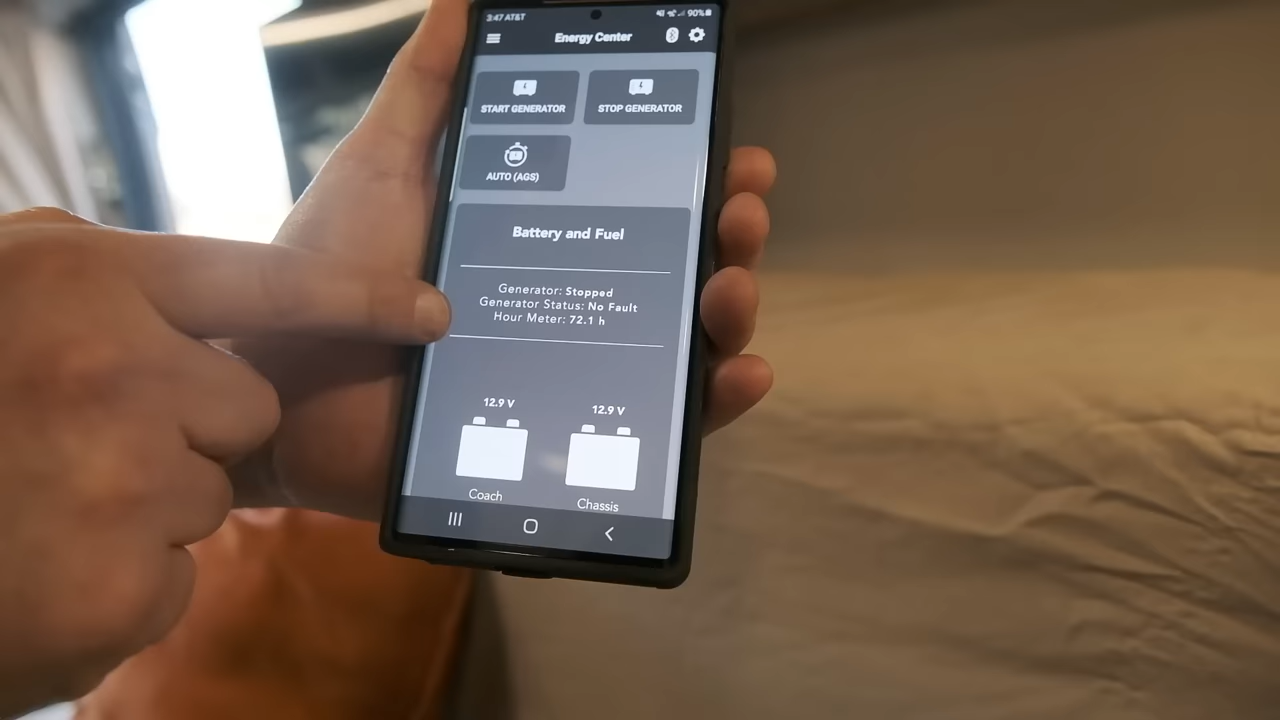 3:47 AT&T 90%
Energy Center
START GENERATOR STOP GENERATOR
AUTO (AGS)
Battery and Fuel
Generator: Stopped
Generator Status: No Fault
Hour Meter: 72.1 h
12.9 V 12.9 V
Coach Chassis